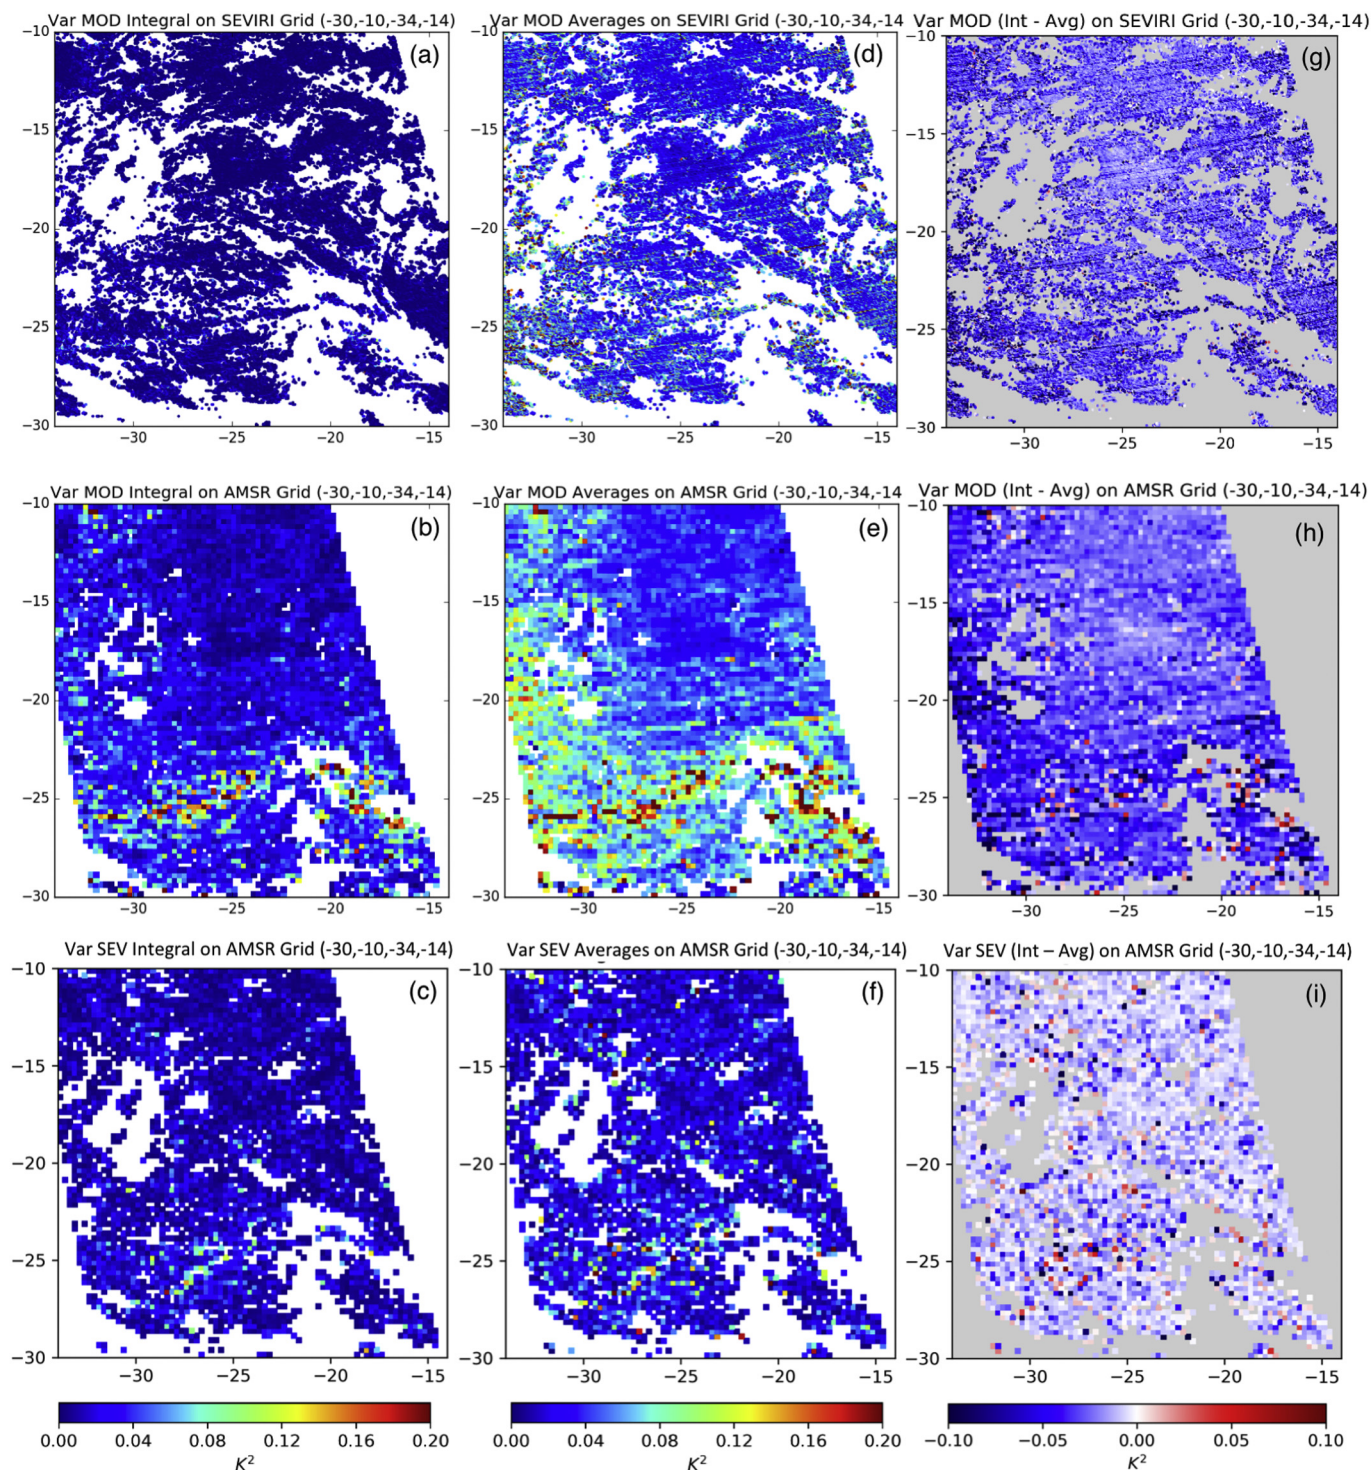 Var MOD Integral on SEVIRI Grid (-30,-10,-34,-14)
Var MOD Averages on SEVIRI Grid (-30,-10,-34,-14
Var MOD (Int - Avg) on SEVIRI Grid (-30,-10,-34,-14)
(a)
(d)
(g)
−10 −15 −20 −25 −30
−30 −25 −20 −15
−10 −15 −20 −25 −30
−30 −25 −20 −15
−10 −15 −20 −25 −30
−30 −25 −20 −15
Var MOD Integral on AMSR Grid (-30,-10,-34,-14)
Var MOD Averages on AMSR Grid (-30,-10,-34,-14
Var MOD (Int - Avg) on AMSR Grid (-30,-10,-34,-14)
(b)
(e)
(h)
−10 −15 −20 −25 −30
−30 −25 −20 −15
−10 −15 −20 −25 −30
−30 −25 −20 −15
−10 −15 −20 −25 −30
−30 −25 −20 −15
Var SEV Integral on AMSR Grid (-30,-10,-34,-14)
Var SEV Averages on AMSR Grid (-30,-10,-34,-14)
Var SEV (Int – Avg) on AMSR Grid (-30,-10,-34,-14)
(c)
(f)
(i)
−10 −15 −20 −25 −30
−30 −25 −20 −15
−10 −15 −20 −25 −30
−30 −25 −20 −15
−10 −15 −20 −25 −30
−30 −25 −20 −15
0.00 0.04 0.08 0.12 0.16 0.20
K²
0.00 0.04 0.08 0.12 0.16 0.20
K²
−0.10 −0.05 0.00 0.05 0.10
K²